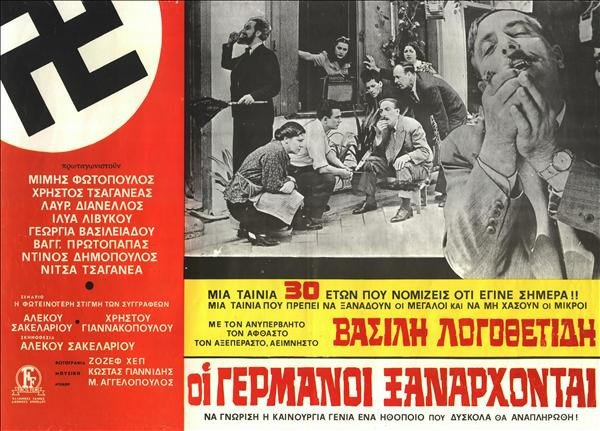 πρωταγωνιστούν
ΜΙΜΗΣ ΦΩΤΟΠΟΥΛΟΣ
ΧΡΗΣΤΟΣ ΤΣΑΓΑΝΕΑΣ
ΛΑΥΡ. ΔΙΑΝΕΛΛΟΣ
ΙΛΥΑ ΛΙΒΥΚΟΥ
ΓΕΩΡΓΙΑ ΒΑΣΙΛΕΙΑΔΟΥ
ΒΑΓΓ. ΠΡΩΤΟΠΑΠΑΣ
ΝΤΙΝΟΣ ΔΗΜΟΠΟΥΛΟΣ
ΝΙΤΣΑ ΤΣΑΓΑΝΕΑ
ΣΕΝΑΡΙΟ
Η ΦΩΤΕΙΝΟΤΕΡΗ ΣΤΙΓΜΗ ΤΩΝ ΣΥΓΓΡΑΦΕΩΝ
ΑΛΕΚΟΥ ΣΑΚΕΛΑΡΙΟΥ • ΧΡΗΣΤΟΥ ΓΙΑΝΝΑΚΟΠΟΥΛΟΥ
ΣΚΗΝΟΘΕΣΙΑ
ΑΛΕΚΟΥ ΣΑΚΕΛΑΡΙΟΥ
ΦΩΤΟΓΡΑΦΙΑ ΖΟΖΕΦ ΧΕΠ
ΜΟΥΣΙΚΗ ΚΩΣΤΑΣ ΓΙΑΝΝΙΔΗΣ
Μ. ΑΓΓΕΛΟΠΟΥΛΟΣ
ΜΙΑ ΤΑΙΝΙΑ 30 ΕΤΩΝ ΠΟΥ ΝΟΜΙΖΕΙΣ ΟΤΙ ΕΓΙΝΕ ΣΗΜΕΡΑ!!
ΜΙΑ ΤΑΙΝΙΑ ΠΟΥ ΠΡΕΠΕΙ ΝΑ ΞΑΝΑΔΟΥΝ ΟΙ ΜΕΓΑΛΟΙ ΚΑΙ ΝΑ ΜΗ ΧΑΣΟΥΝ ΟΙ ΜΙΚΡΟΙ
ΜΕ ΤΟΝ ΑΝΥΠΕΡΒΛΗΤΟ
ΤΟΝ ΑΦΘΑΣΤΟ
ΤΟΝ ΑΞΕΠΕΡΑΣΤΟ, ΑΕΙΜΝΗΣΤΟ
ΒΑΣΙΛΗ ΛΟΓΟΘΕΤΙΔΗ
ΟΙ ΓΕΡΜΑΝΟΙ ΞΑΝΑΡΧΟΝΤΑΙ
ΝΑ ΓΝΩΡΙΣΗ Η ΚΑΙΝΟΥΡΓΙΑ ΓΕΝΙΑ ΕΝΑ ΗΘΟΠΟΙΟ ΠΟΥ ΔΥΣΚΟΛΑ ΘΑ ΑΝΑΠΛΗΡΩΘΗ!